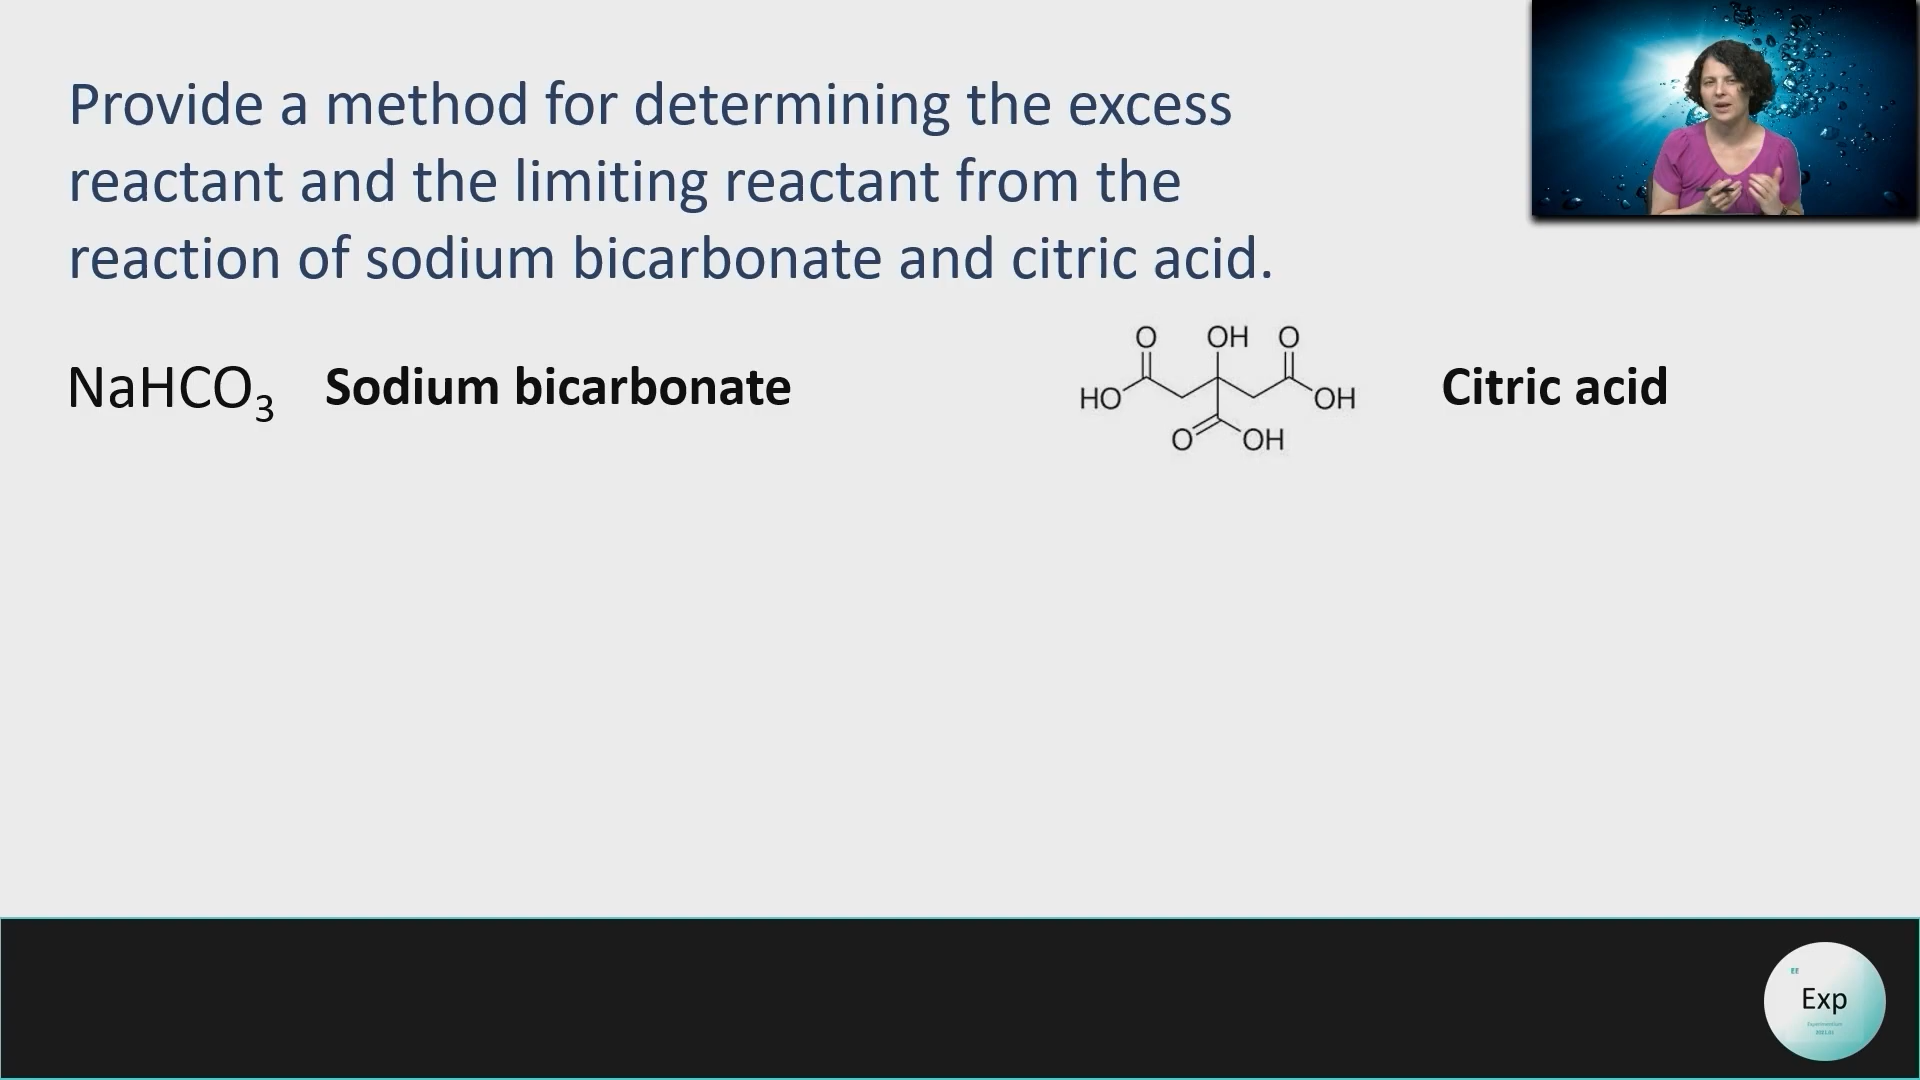 Provide a method for determining the excess
reactant and the limiting reactant from the
reaction of sodium bicarbonate and citric acid.
NaHCO₃ Sodium bicarbonate
O OH O
HO OH
O OH
Citric acid
EE
Exp